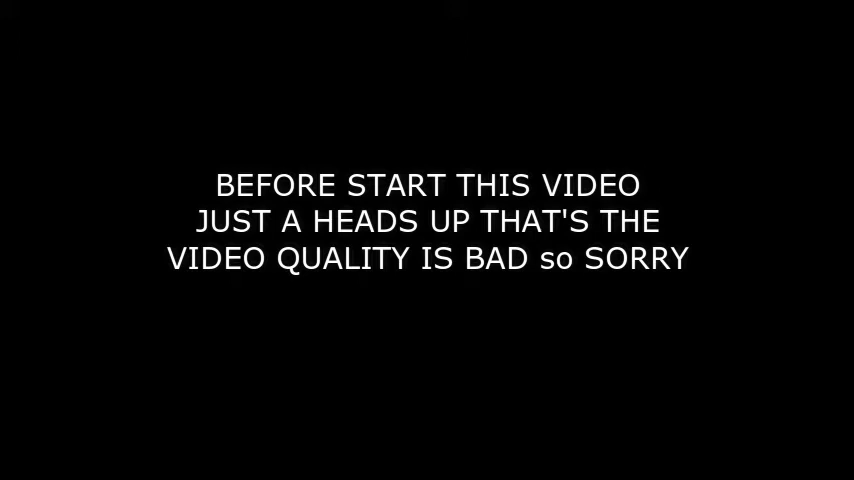 BEFORE START THIS VIDEO
JUST A HEADS UP THAT'S THE
VIDEO QUALITY IS BAD so SORRY